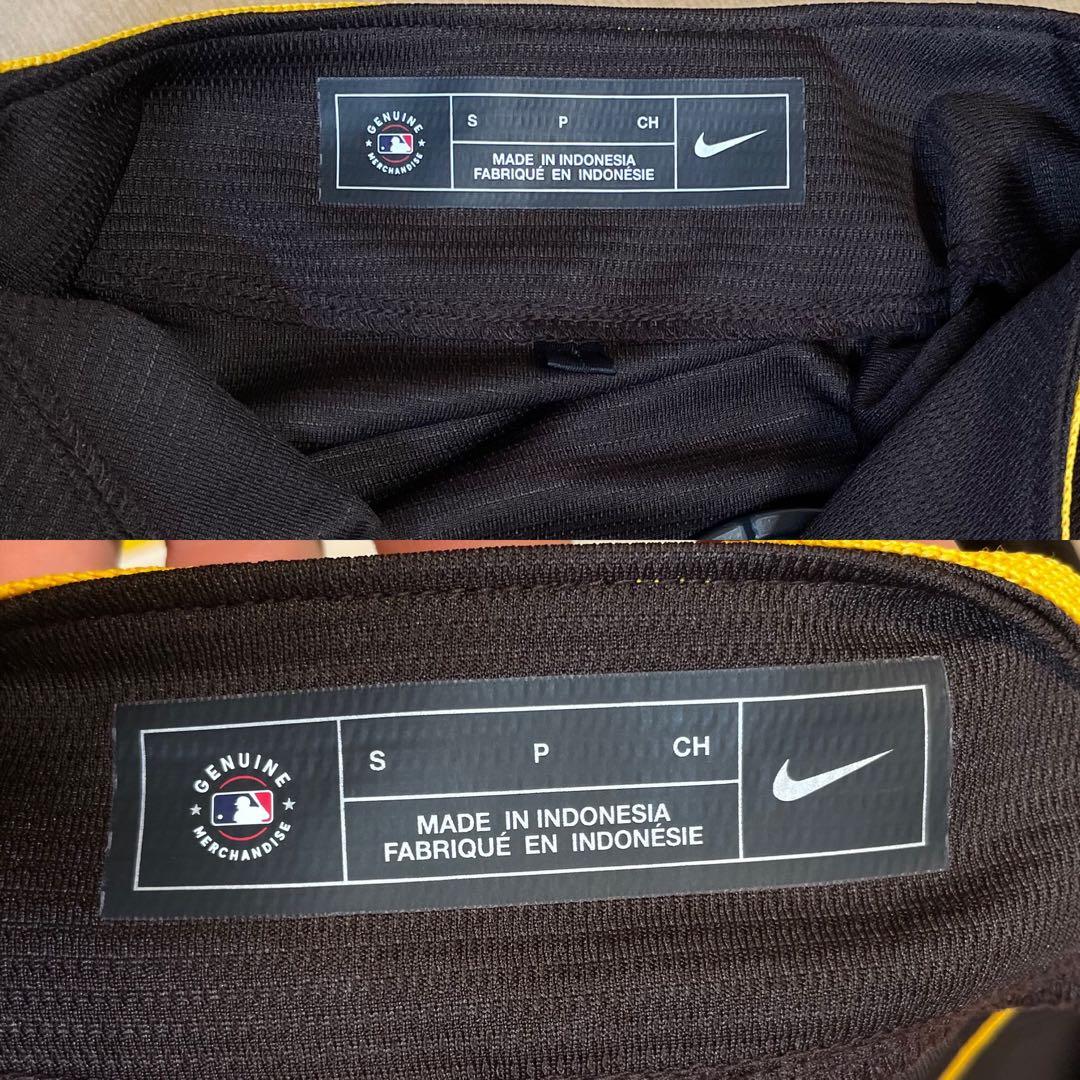 GENUINE
MERCHANDISE
S P CH
MADE IN INDONESIA
FABRIQUÉ EN INDONÉSIE
GENUINE
MERCHANDISE
S P CH
MADE IN INDONESIA
FABRIQUÉ EN INDONÉSIE